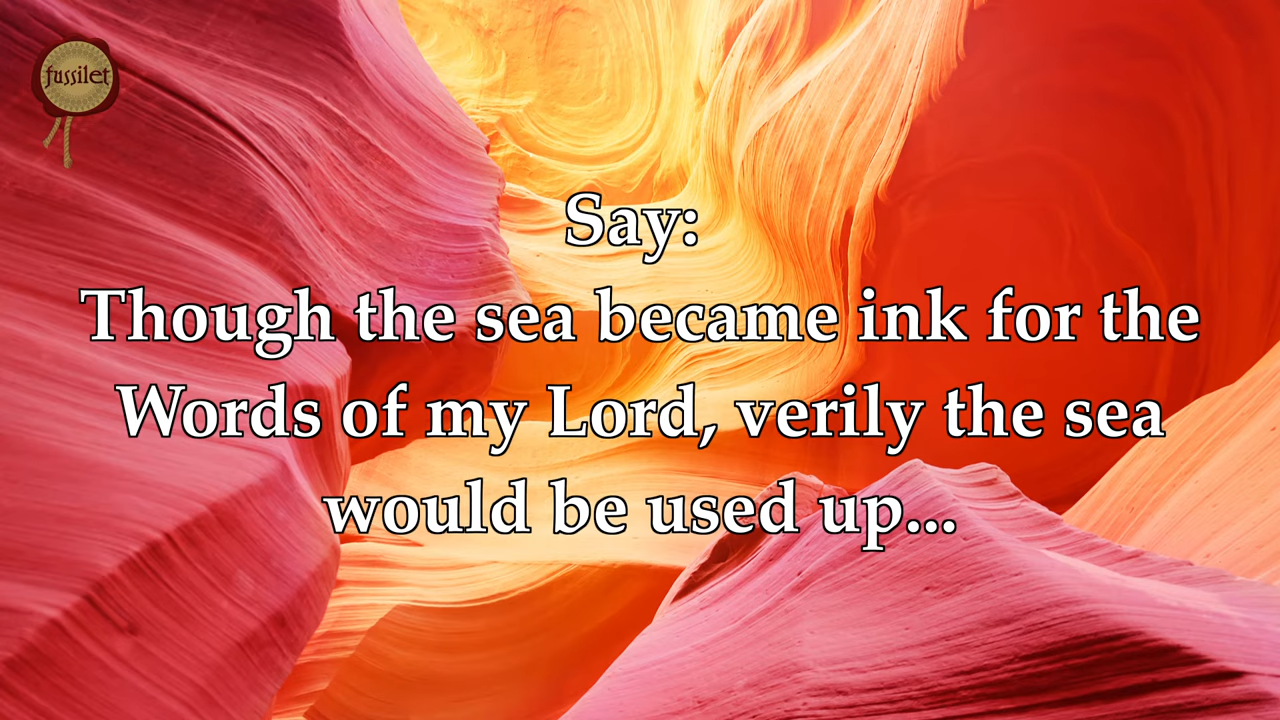 fussilet
Say:
Though the sea became ink for the
Words of my Lord, verily the sea
would be used up...